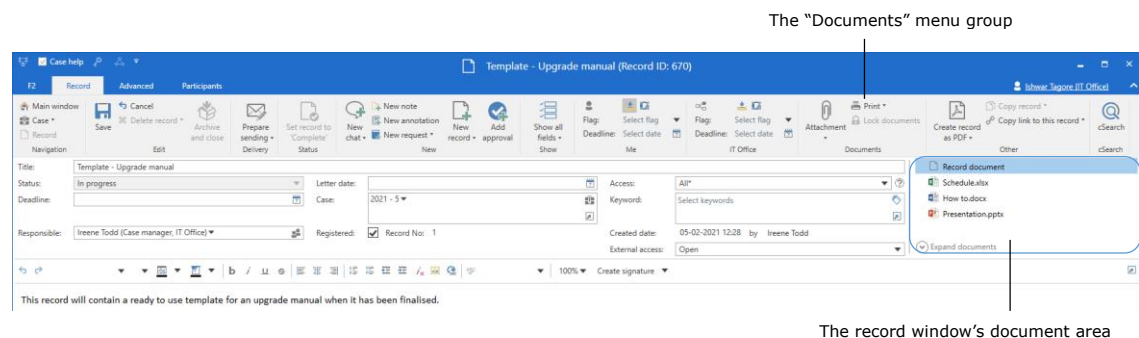 The “Documents” menu group
Case help
Template - Upgrade manual (Record ID: 670)
F2 Record Advanced Participants
Ishwar Tagore (IT Office)
Main window
Case
Record
Navigation
Save
Cancel
Delete record
Archive and close
Edit
Prepare sending
Delivery
Set record to 'Complete'
Status
New chat
New note
New annotation
New request
New record
Add approval
New
Show all fields
Show
Flag: Select flag
Deadline: Select date
Me
Flag: Select flag
Deadline: Select date
IT Office
Attachment
Print
Lock documents
Documents
Create record as PDF
Copy record
Copy link to this record
Other
cSearch
cSearch
Title: Template - Upgrade manual
Status: In progress
Letter date:
Access: All*
Deadline:
Case: 2021 - 5
Keyword: Select keywords
Responsible: Ireene Todd (Case manager, IT Office)
Registered: Record No: 1
Created date: 05-02-2021 12:28 by Ireene Todd
External access: Open
Record document
Schedule.xlsx
How to.docx
Presentation.pptx
Expand documents
b i u
100% Create signature
This record will contain a ready to use template for an upgrade manual when it has been finalised.
The record window’s document area